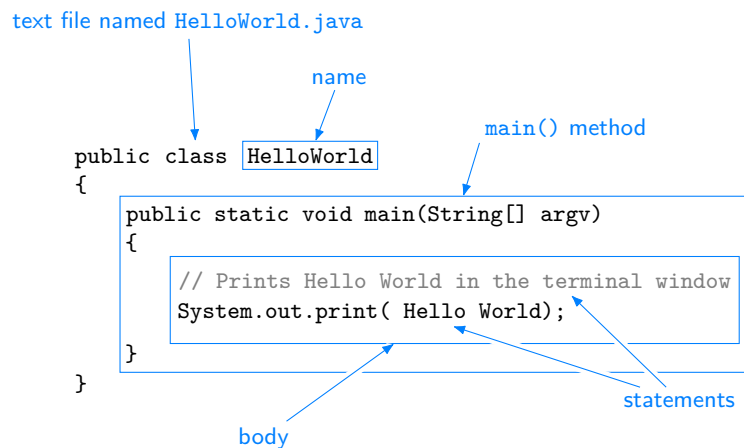 text file named HelloWorld.java
name
main() method
public class HelloWorld
{
public static void main(String[] argv)
{
// Prints Hello World in the terminal window
System.out.print( Hello World);
}
}
statements
body